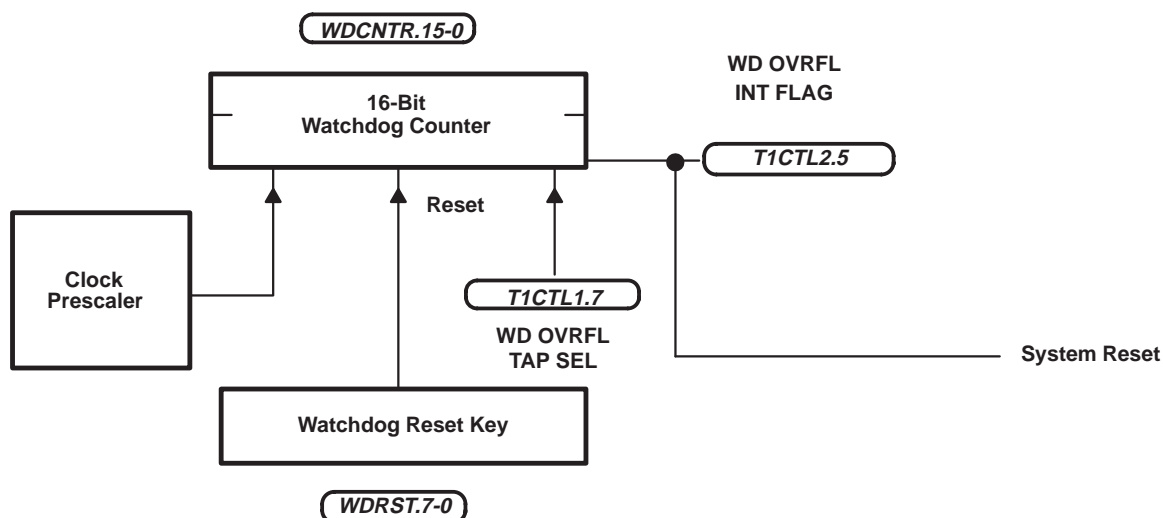 WDCNTR.15-0
16-Bit
Watchdog Counter
WD OVRFL
INT FLAG
T1CTL2.5
Reset
Clock
Prescaler
T1CTL1.7
WD OVRFL
TAP SEL
System Reset
Watchdog Reset Key
WDRST.7-0